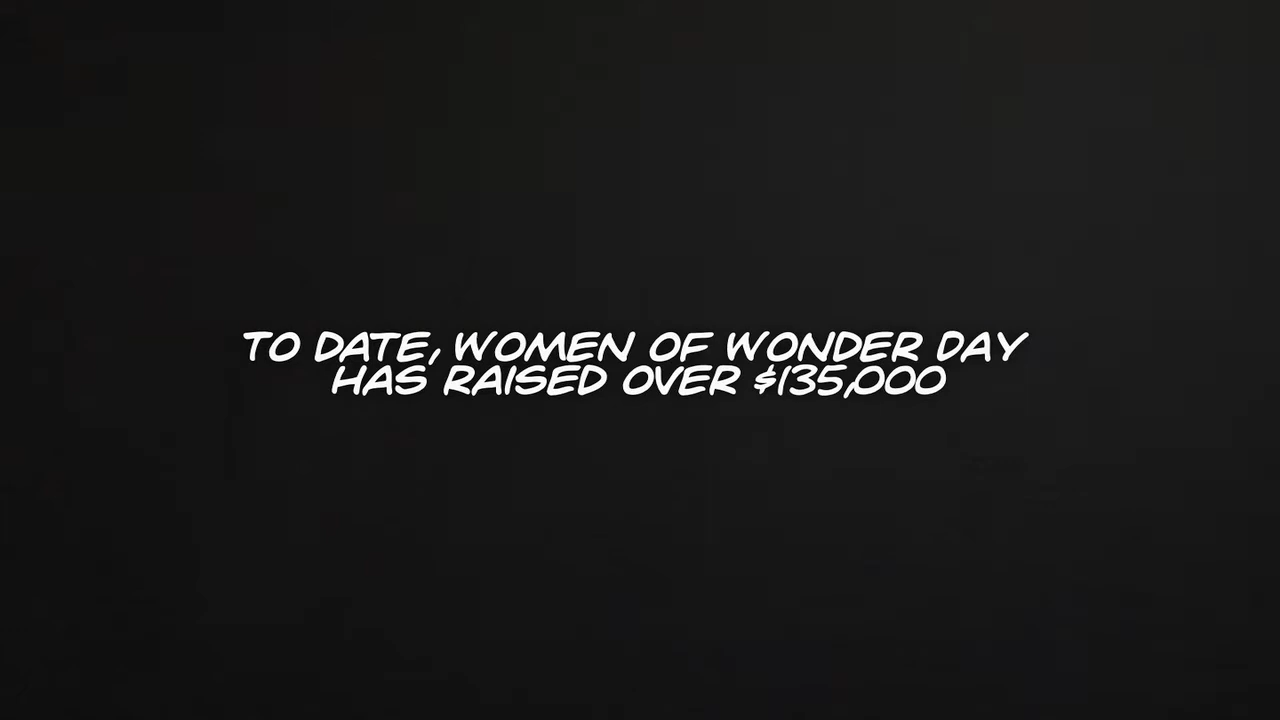 TO DATE, WOMEN OF WONDER DAY
HAS RAISED OVER $135,000